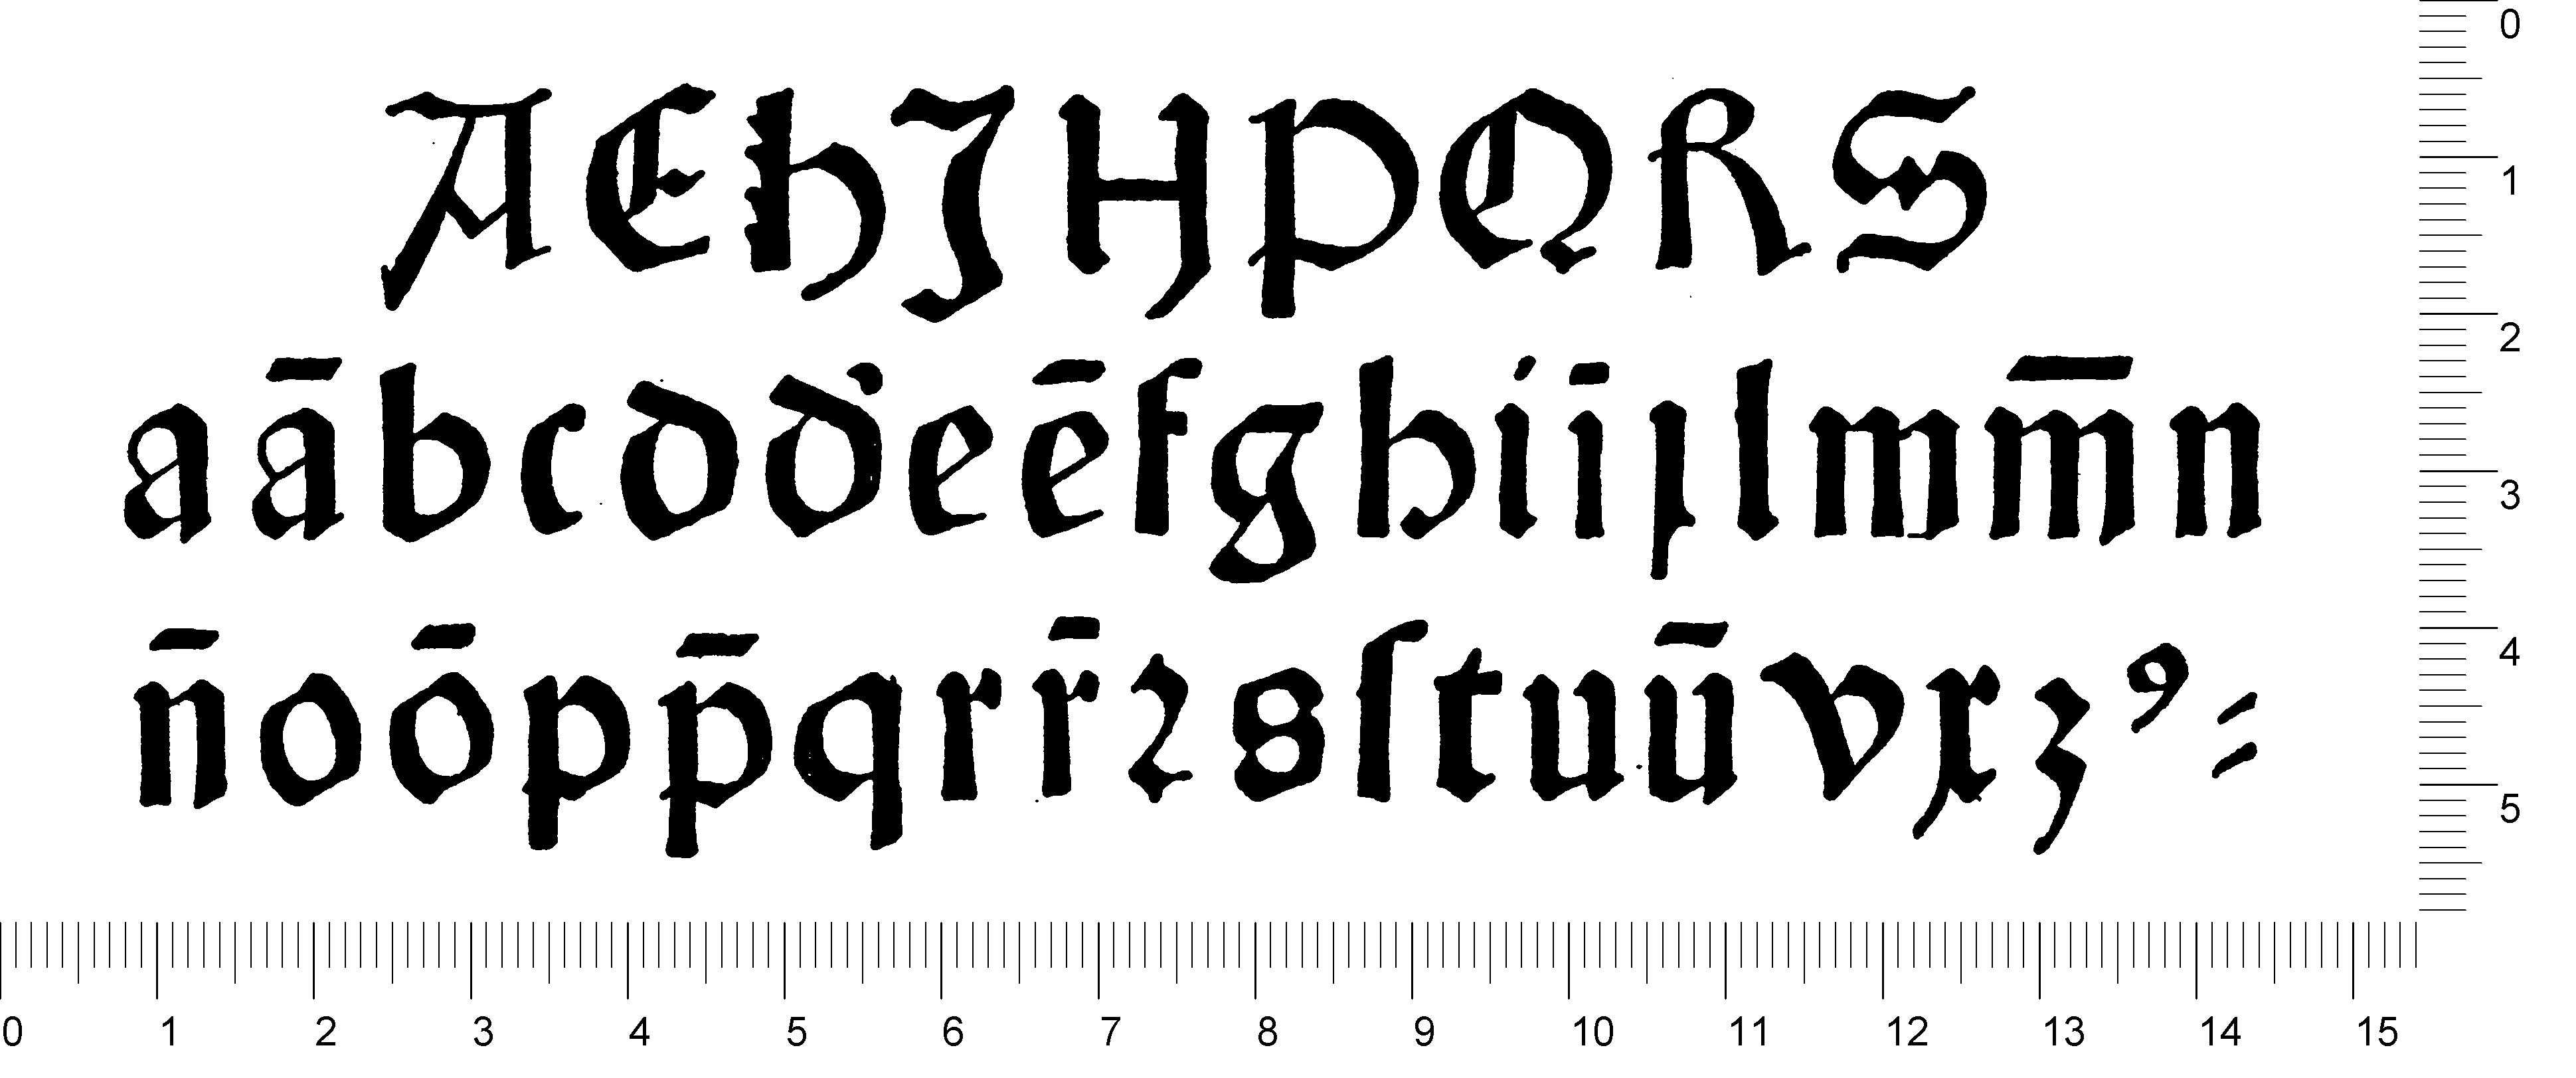 A E h J H P Q R S
a ā b c d d' e ē f g h i ī ꝇ l m m̄ n
n̄ o ō p p̄ q r r̄ ꝛ s ſ t u ū v x z ꝰ ⸗
0 1 2 3 4 5
0 1 2 3 4 5 6 7 8 9 10 11 12 13 14 15